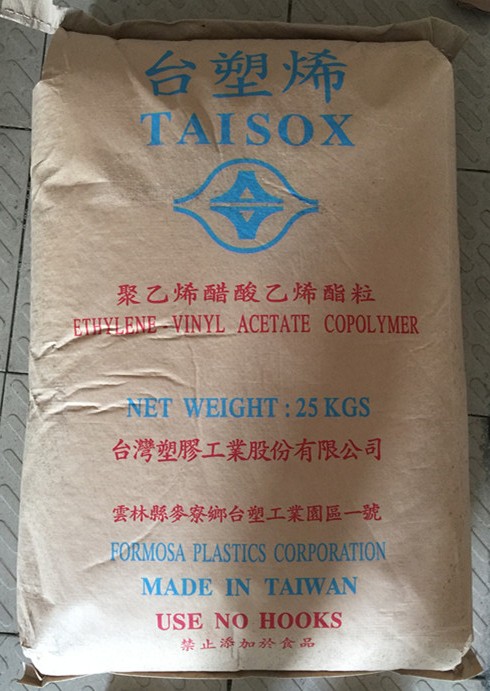 台塑烯
TAISOX
聚乙烯醋酸乙烯酯粒
ETHYLENE-VINYL ACETATE COPOLYMER
NET WEIGHT : 25 KGS
台灣塑膠工業股份有限公司
雲林縣麥寮鄉台塑工業園區一號
FORMOSA PLASTICS CORPORATION
MADE IN TAIWAN
USE NO HOOKS
禁止添加於食品